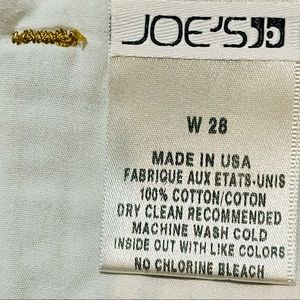 JOE'S
W 28
MADE IN USA
FABRIQUE AUX ETATS-UNIS
100% COTTON/COTON
DRY CLEAN RECOMMENDED
MACHINE WASH COLD
INSIDE OUT WITH LIKE COLORS
NO CHLORINE BLEACH